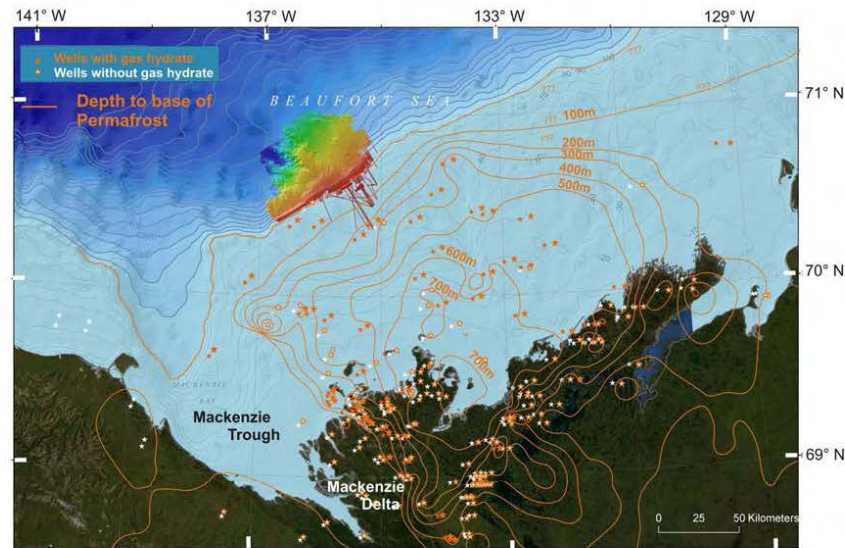 141° W
137° W
133° W
129° W
Wells with gas hydrate
Wells without gas hydrate
Depth to base of
Permafrost
BEAUFORT SEA
71° N
100m
200m
300m
400m
500m
600m
700m
70° N
700m
MACKENZIE
BAY
Mackenzie
Trough
69° N
Mackenzie
Delta
0 25 50 Kilometers